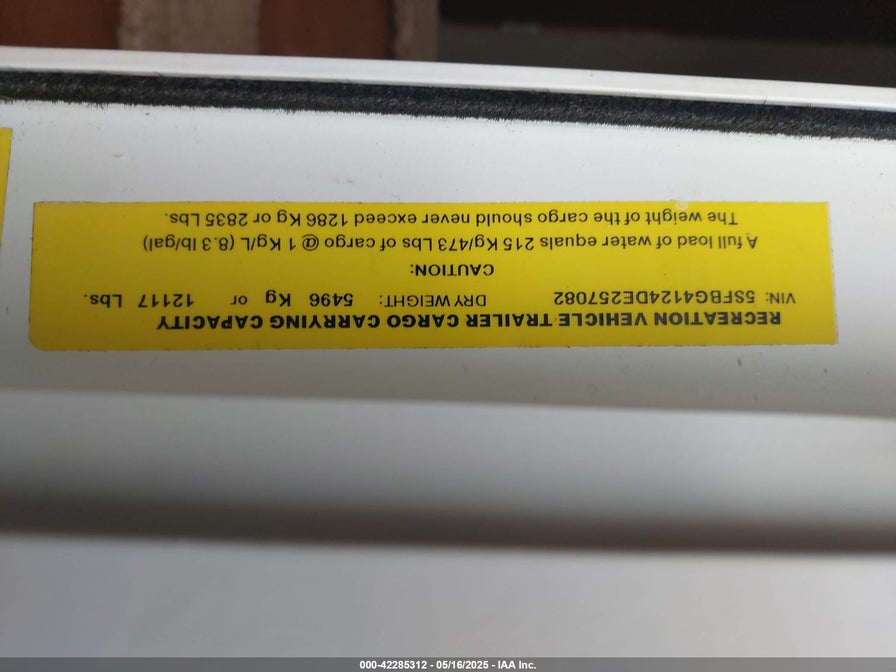 RECREATION VEHICLE TRAILER CARGO CARRYING CAPACITY
VIN: 5SFBG4124DE257082 DRY WEIGHT: 5496 Kg or 12117 Lbs.
CAUTION:
A full load of water equals 215 Kg/473 Lbs of cargo @ 1 Kg/L (8.3 lb/gal)
The weight of the cargo should never exceed 1286 Kg or 2835 Lbs.
000-42285312 - 05/16/2025 - IAA Inc.